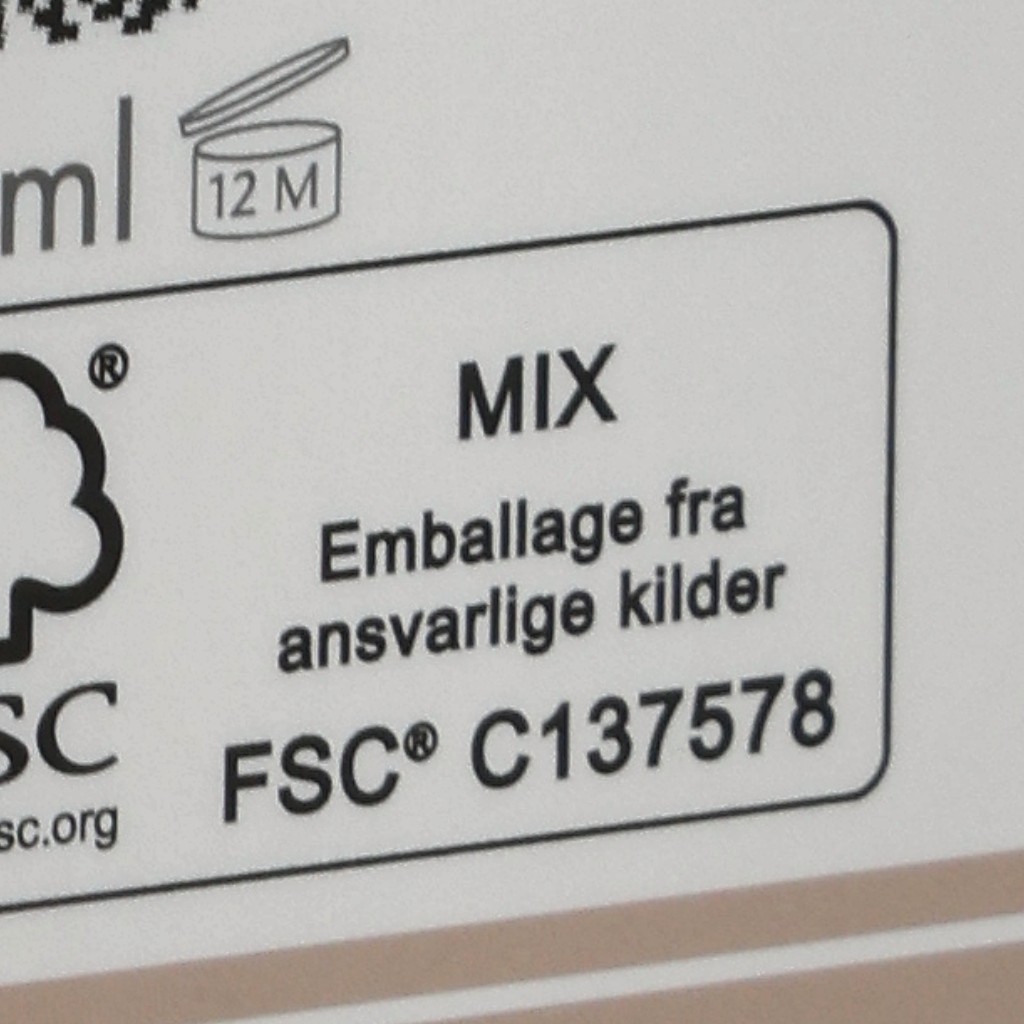 ml
12 M
®
MIX
Emballage fra
ansvarlige kilder
SC
FSC® C137578
sc.org